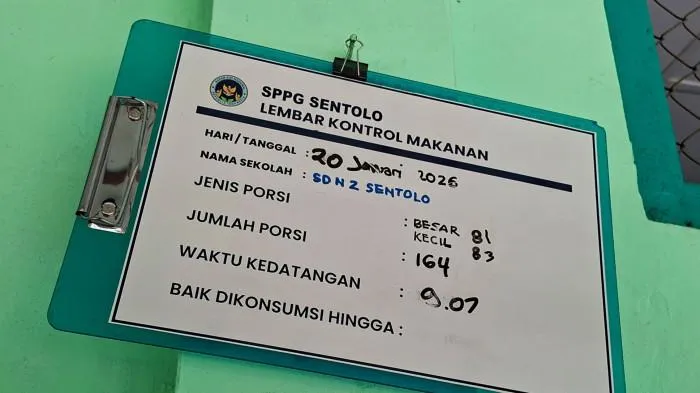 SPPG SENTOLO
LEMBAR KONTROL MAKANAN
HARI / TANGGAL : 20 Januari 2026
NAMA SEKOLAH : SD N 2 SENTOLO
JENIS PORSI : BESAR 81
KECIL 83
JUMLAH PORSI : 164
WAKTU KEDATANGAN : 9.07
BAIK DIKONSUMSI HINGGA :